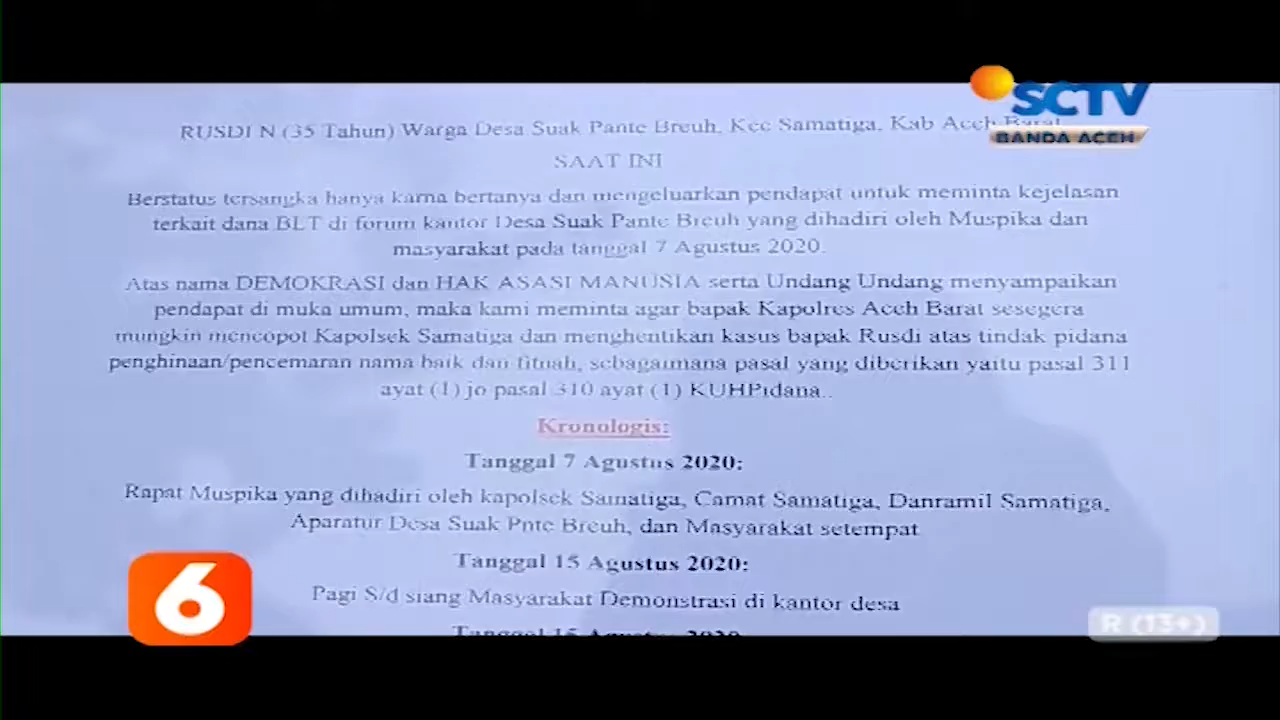 SCTV
BANDA ACEH
RUSDI N (35 Tahun) Warga Desa Suak Pante Breuh, Kec Samatiga, Kab Aceh Barat
SAAT INI
Berstatus tersangka hanya karna bertanya dan mengeluarkan pendapat untuk meminta kejelasan
terkait dana BLT di forum kantor Desa Suak Pante Breuh yang dihadiri oleh Muspika dan
masyarakat pada tanggal 7 Agustus 2020.
Atas nama DEMOKRASI dan HAK ASASI MANUSIA serta Undang Undang menyampaikan
pendapat di muka umum, maka kami meminta agar bapak Kapolres Aceh Barat sesegera
mungkin mencopot Kapolsek Samatiga dan menghentikan kasus bapak Rusdi atas tindak pidana
penghinaan/pencemaran nama baik dan fitnah, sebagaimana pasal yang diberikan yaitu pasal 311
ayat (1) jo pasal 310 ayat (1) KUHPidana..
Kronologis:
Tanggal 7 Agustus 2020:
Rapat Muspika yang dihadiri oleh kapolsek Samatiga, Camat Samatiga, Danramil Samatiga,
Aparatur Desa Suak Pnte Breuh, dan Masyarakat setempat
Tanggal 15 Agustus 2020:
Pagi S/d siang Masyarakat Demonstrasi di kantor desa
Tanggal 15 Agustus 2020
6
R (13+)